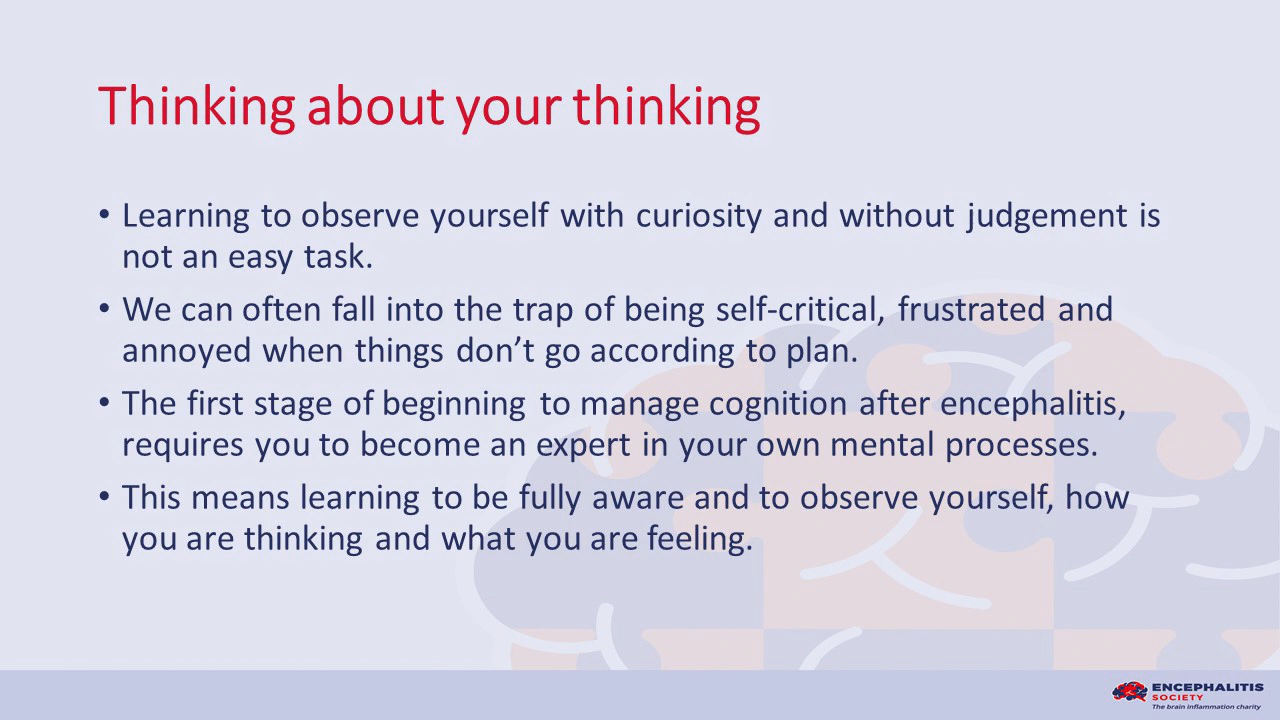 Thinking about your thinking
• Learning to observe yourself with curiosity and without judgement is
not an easy task.
• We can often fall into the trap of being self-critical, frustrated and
annoyed when things don’t go according to plan.
• The first stage of beginning to manage cognition after encephalitis,
requires you to become an expert in your own mental processes.
• This means learning to be fully aware and to observe yourself, how
you are thinking and what you are feeling.
ENCEPHALITIS
SOCIETY
The brain inflammation charity